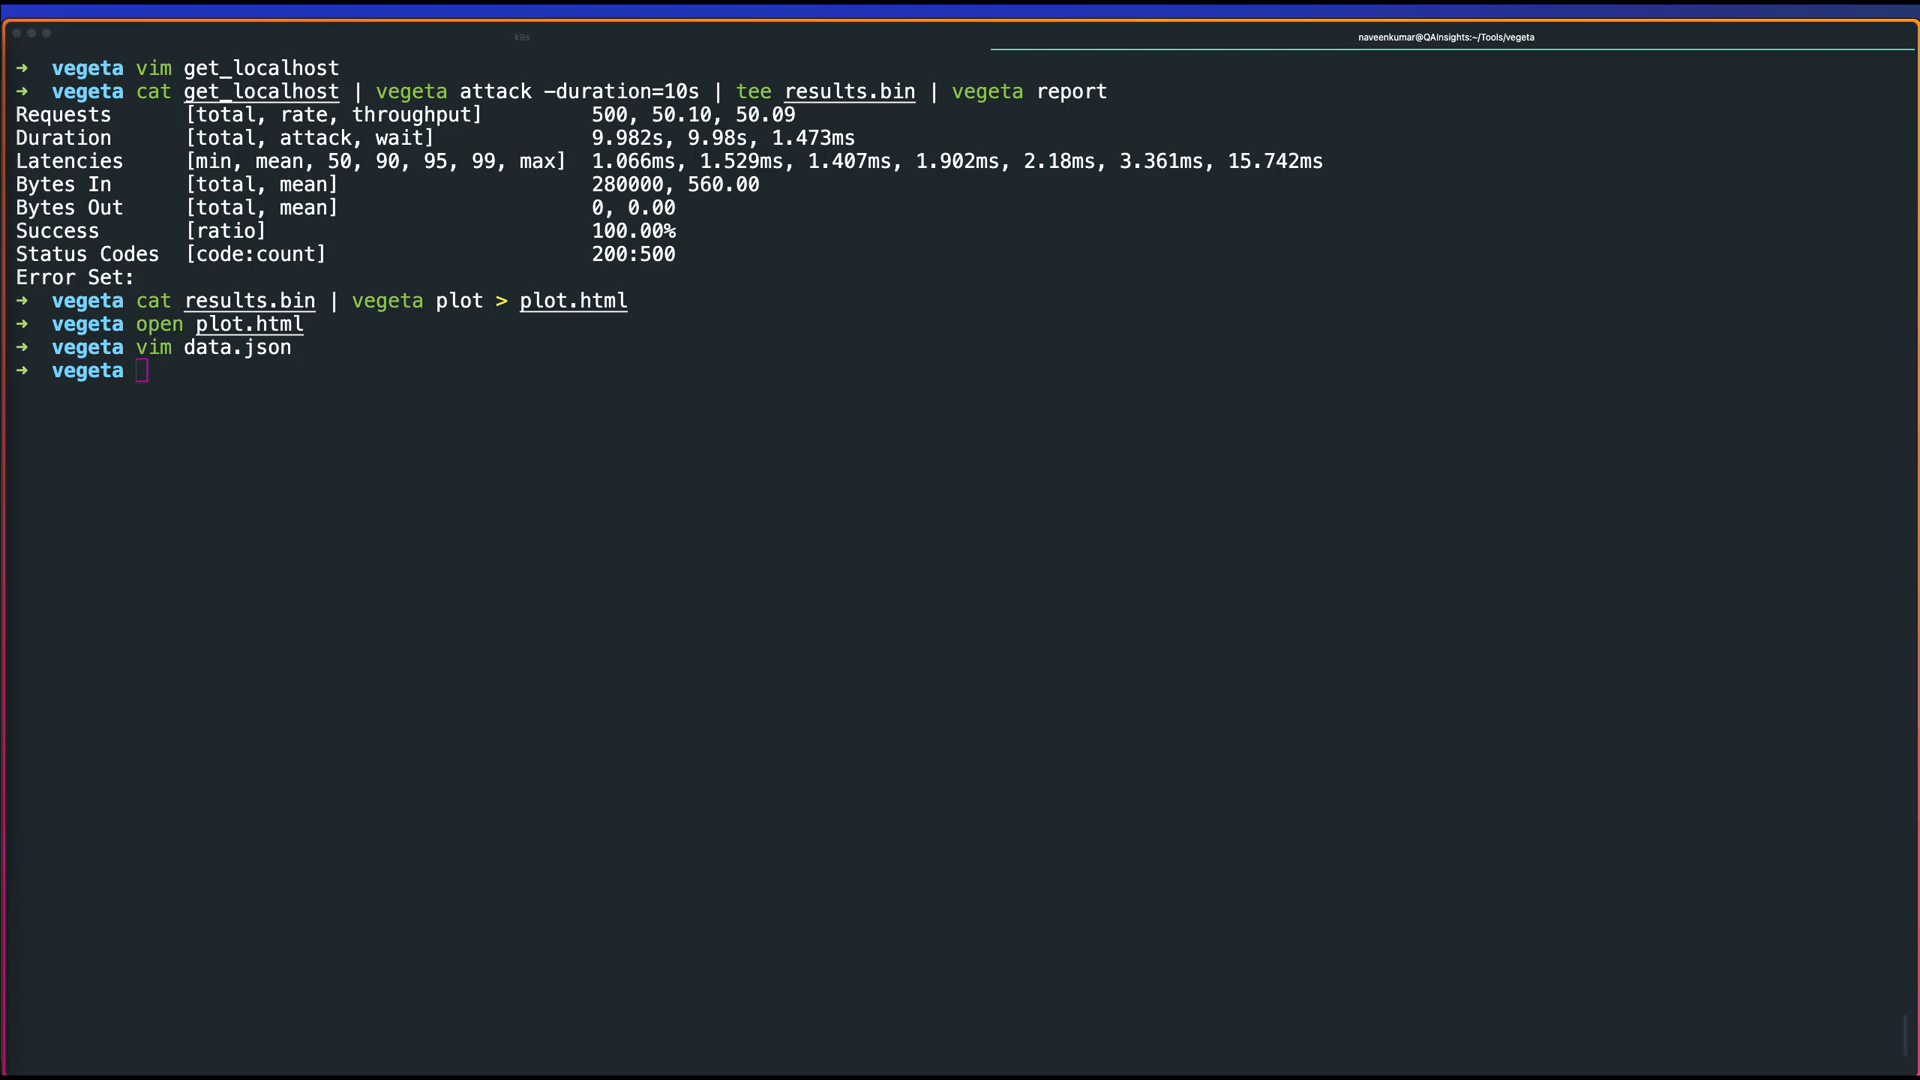 k9s
naveenkumar@QAInsights:~/Tools/vegeta
➜ vegeta vim get_localhost
➜ vegeta cat get_localhost | vegeta attack -duration=10s | tee results.bin | vegeta report
Requests [total, rate, throughput] 500, 50.10, 50.09
Duration [total, attack, wait] 9.982s, 9.98s, 1.473ms
Latencies [min, mean, 50, 90, 95, 99, max] 1.066ms, 1.529ms, 1.407ms, 1.902ms, 2.18ms, 3.361ms, 15.742ms
Bytes In [total, mean] 280000, 560.00
Bytes Out [total, mean] 0, 0.00
Success [ratio] 100.00%
Status Codes [code:count] 200:500
Error Set:
➜ vegeta cat results.bin | vegeta plot > plot.html
➜ vegeta open plot.html
➜ vegeta vim data.json
➜ vegeta